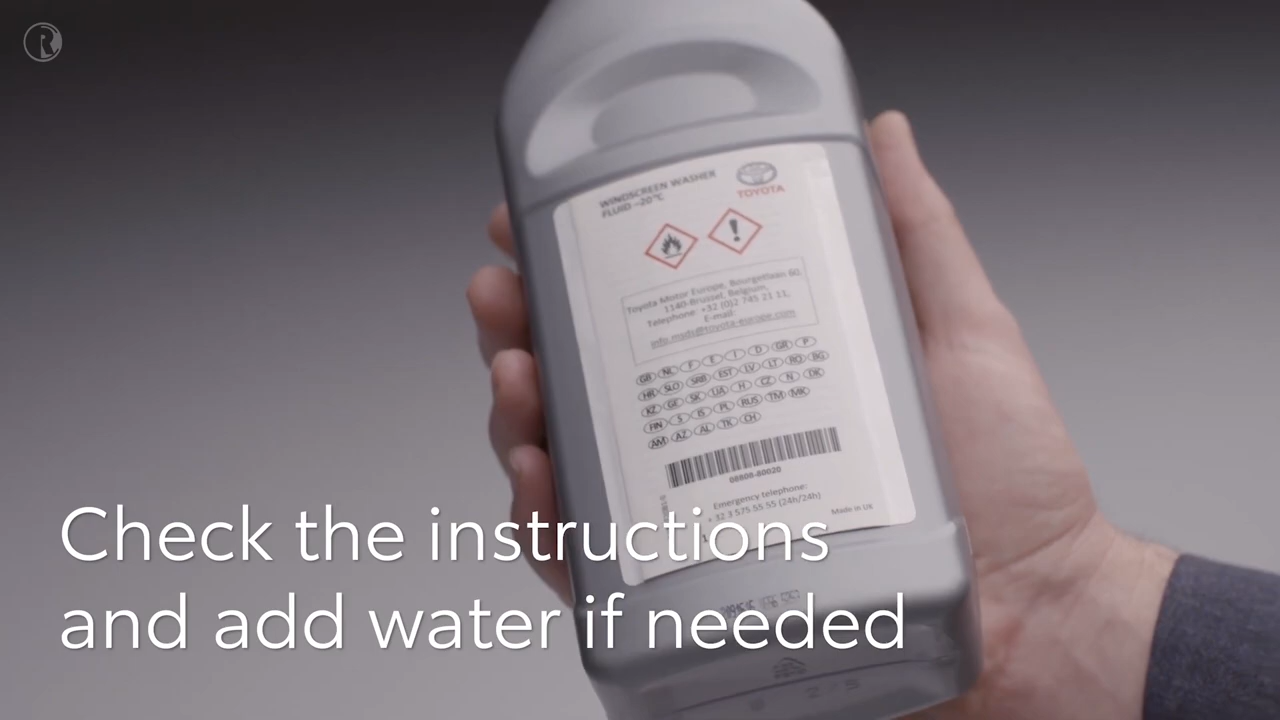 R
WINDSCREEN WASHER
FLUID -20°C
TOYOTA
Toyota Motor Europe, Bourgetlaan 60,
1140-Brussel, Belgium,
Telephone: +32 (0)2 745 21 11,
E-mail:
info.msds@toyota-europe.com
GB NL F E I D GR P
HR SLO SRB EST LV LT RO BG
KZ GE SK UA H CZ N DK
FIN S IS PL RUS TM MK
AM AZ AL TK CH
08808-80020
Emergency telephone:
+ 32 3 575 55 55 (24h/24h)
Made in UK
Check the instructions
and add water if needed